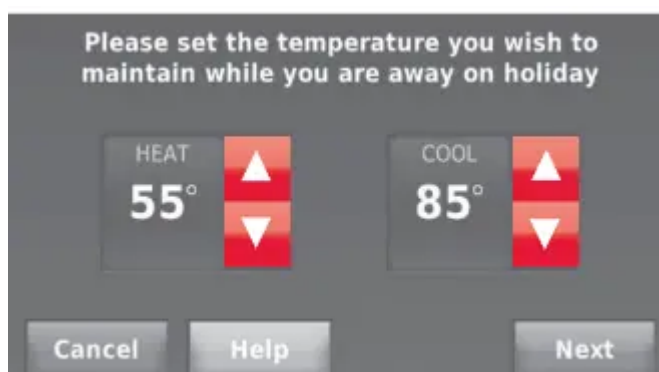 Please set the temperature you wish to
maintain while you are away on holiday
HEAT
55°
COOL
85°
Cancel
Help
Next